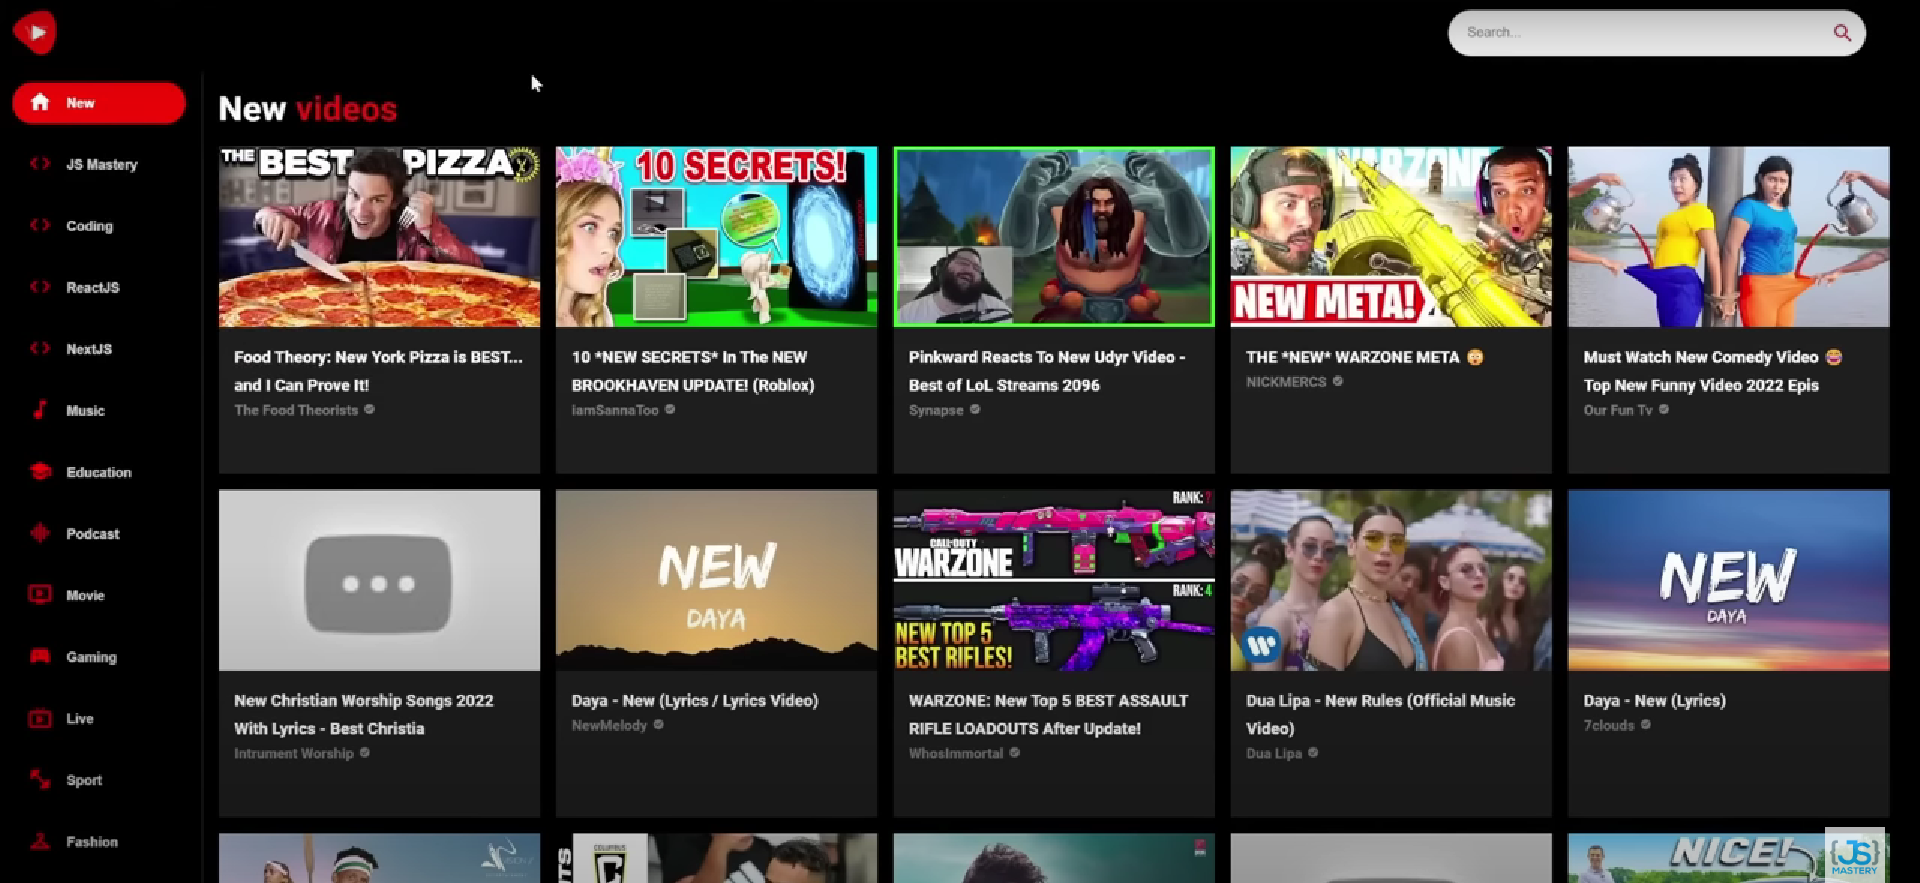 Search...
New
JS Mastery
Coding
ReactJS
NextJS
Music
Education
Podcast
Movie
Gaming
Live
Sport
Fashion
New videos
THE BEST PIZZA
Food Theory: New York Pizza is BEST...
and I Can Prove It!
The Food Theorists
10 SECRETS!
10 *NEW SECRETS* In The NEW
BROOKHAVEN UPDATE! (Roblox)
iamSannaToo
Pinkward Reacts To New Udyr Video -
Best of LoL Streams 2096
Synapse
WARZONE
NEW META!
THE *NEW* WARZONE META 😳
NICKMERCS
Must Watch New Comedy Video 😂
Top New Funny Video 2022 Epis
Our Fun Tv
New Christian Worship Songs 2022
With Lyrics - Best Christia
Intrument Worship
NEW
DAYA
Daya - New (Lyrics / Lyrics Video)
NewMelody
RANK: ?
CALL OF DUTY
WARZONE
RANK: 4
NEW TOP 5
BEST RIFLES!
WARZONE: New Top 5 BEST ASSAULT
RIFLE LOADOUTS After Update!
WhosImmortal
Dua Lipa - New Rules (Official Music
Video)
Dua Lipa
NEW
DAYA
Daya - New (Lyrics)
7clouds
COLUMBUS
NICE!
{JS}
MASTERY